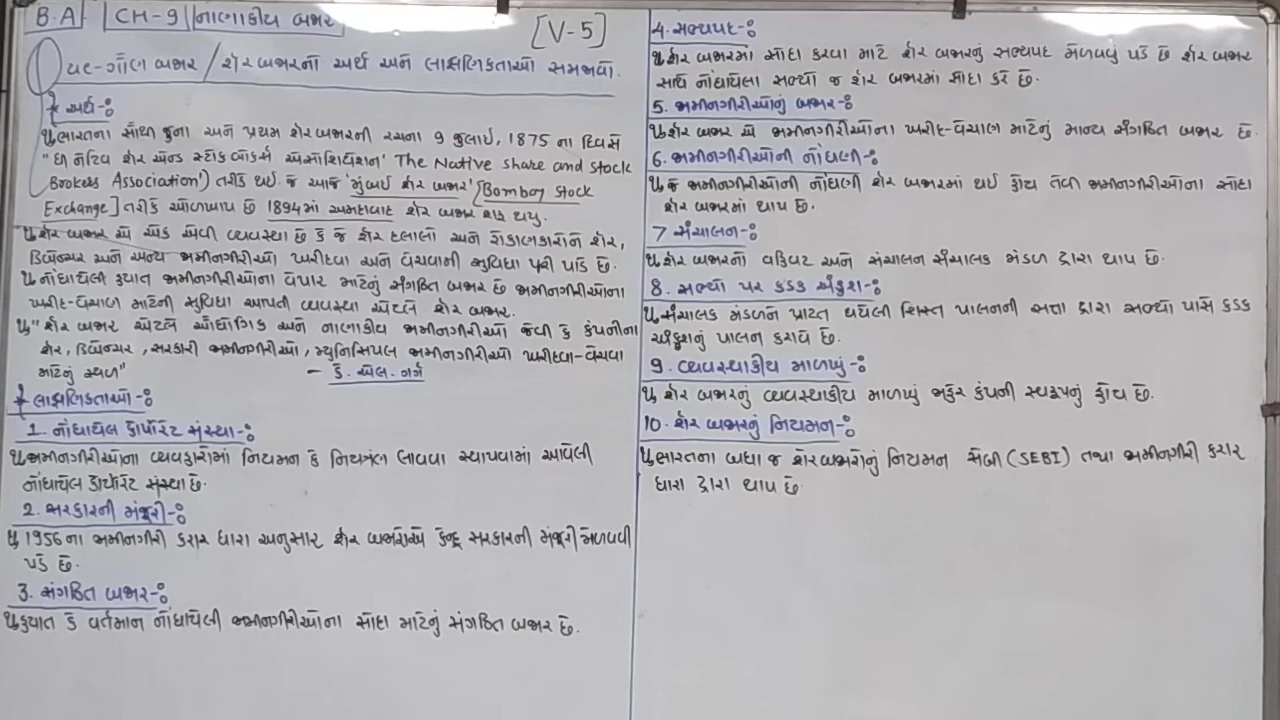 B.A CH-9 નાણાકીય બજાર [V-5]
① ૫૮- ગૌણ બજાર / શેરબજારનો અર્થ અને લાક્ષણિકતાઓ સમજાવો.
* અર્થ-:
↳ ભારતના સૌથી જુના અને પ્રથમ શેરબજારની રચના 9 જુલાઈ, 1875 ના દિવસે
"ધી નેટિવ શેર એન્ડ સ્ટોક બ્રોકર્સ એસોશિયેશન' The Native share and stock
Brokers Association') તરીકે થઈ. જે આજે 'મુંબઈ શેર બજાર' [Bombay Stock
Exchange] તરીકે ઓળખાય છે 1894માં અમદાવાદ શેર બજાર શરૂ થયુ.
↳ શેર બજાર એ એક એવી વ્યવસ્થા છે કે જે શેર દલાલો અને રોકાણકારોને શેર,
ડિબેન્ચર અને અન્ય જામીનગીરીઓ ખરીદવા અને વેચવાની સુવિધા પૂરી પાડે છે.
↳ નોંધાયેલી હયાત જામીનગીરીઓના વેપાર માટેનું સંગઠિત બજાર છે જામીનગીરીઓના
ખરીદ-વેચાણ માટેની સુવિધા આપતી વ્યવસ્થા એટલે શેર બજાર.
↳ "શેર બજાર એટલે ઔદ્યોગિક અને નાણાકીય જામીનગીરીઓ જેવી કે કંપનીના
શેર, ડિબેન્ચર, સરકારી જામીનગીરીઓ, મ્યુનિસિપલ જામીનગીરીઓ ખરીદવા-વેચવા
માટેનું સ્થળ" - કે. એલ. ગર્ગ
* લાક્ષણિકતાઓ-:
1. નોંધાયેલ કોર્પોરેટ સંસ્થા-:
↳ જામીનગીરીઓના વ્યવહારોમાં નિયમન કે નિયંત્રણ લાવવા સ્થાપવામાં આવેલી
નોંધાયેલ કોર્પોરેટ સંસ્થા છે.
2. સરકારની મંજૂરી-:
↳ 1956 ના જામીનગીરી કરાર ધારા અનુસાર શેર બજારોએ કેન્દ્ર સરકારની મંજૂરી મેળવવી
પડે છે.
3. સંગઠિત બજાર-:
↳ હયાત કે વર્તમાન નોંધાયેલી જામીનગીરીઓના સોદા માટેનું સંગઠિત બજાર છે.
4. સભ્યપદ-:
↳ શેર બજારમાં સોદા કરવા માટે શેર બજારનું સભ્યપદ મેળવવું પડે છે શેર બજાર
સાથે નોંધાયેલા સભ્યો જ શેર બજારમાં સોદા કરે છે.
5. જામીનગીરીઓનું બજાર-:
↳ શેર બજાર એ જામીનગીરીઓના ખરીદ-વેચાણ માટેનું માન્ય સંગઠિત બજાર છે.
6. જામીનગીરીઓની નોંધણી-:
↳ જે જામીનગીરીઓની નોંધણી શેર બજારમાં થઈ હોય તેવી જામીનગીરીઓના સોદા
શેર બજારમાં થાય છે.
7 સંચાલન-:
↳ શેર બજારનો વહિવટ અને સંચાલન સંચાલક મંડળ દ્વારા થાય છે.
8. સભ્યો પર કડક અંકુશ-:
↳ સંચાલક મંડળને પ્રાપ્ત થયેલી શિસ્ત પાલનની સત્તા દ્વારા સભ્યો પાસે કડક
અંકુશનું પાલન કરાવે છે.
9. વ્યવસ્થાકીય માળખું-:
↳ શેર બજારનું વ્યવસ્થાકીય માળખું જાહેર કંપની સ્વરૂપનું હોય છે.
10. શેર બજારનું નિયમન-:
↳ ભારતના બધા જ શેરબજારોનું નિયમન સેબી (SEBI) તથા જામીનગીરી કરાર
ધારા દ્વારા થાય છે.